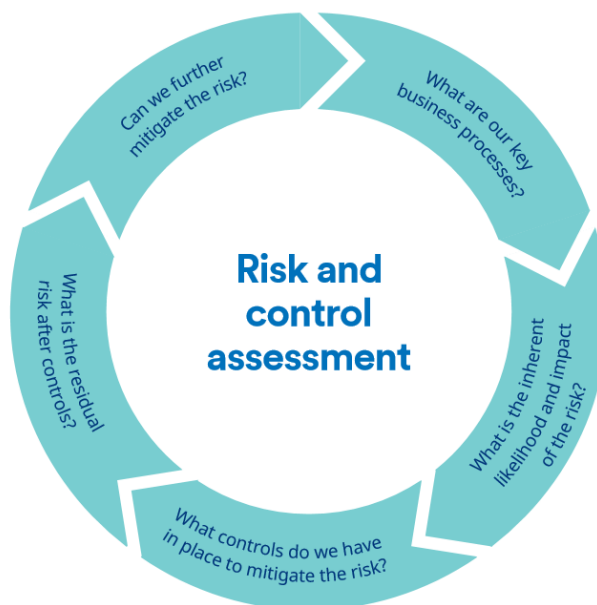 Risk and
control
assessment
What are our key
business processes?
What is the inherent
likelihood and impact
of the risk?
What controls do we have
in place to mitigate the risk?
What is the residual
risk after controls?
Can we further
mitigate the risk?